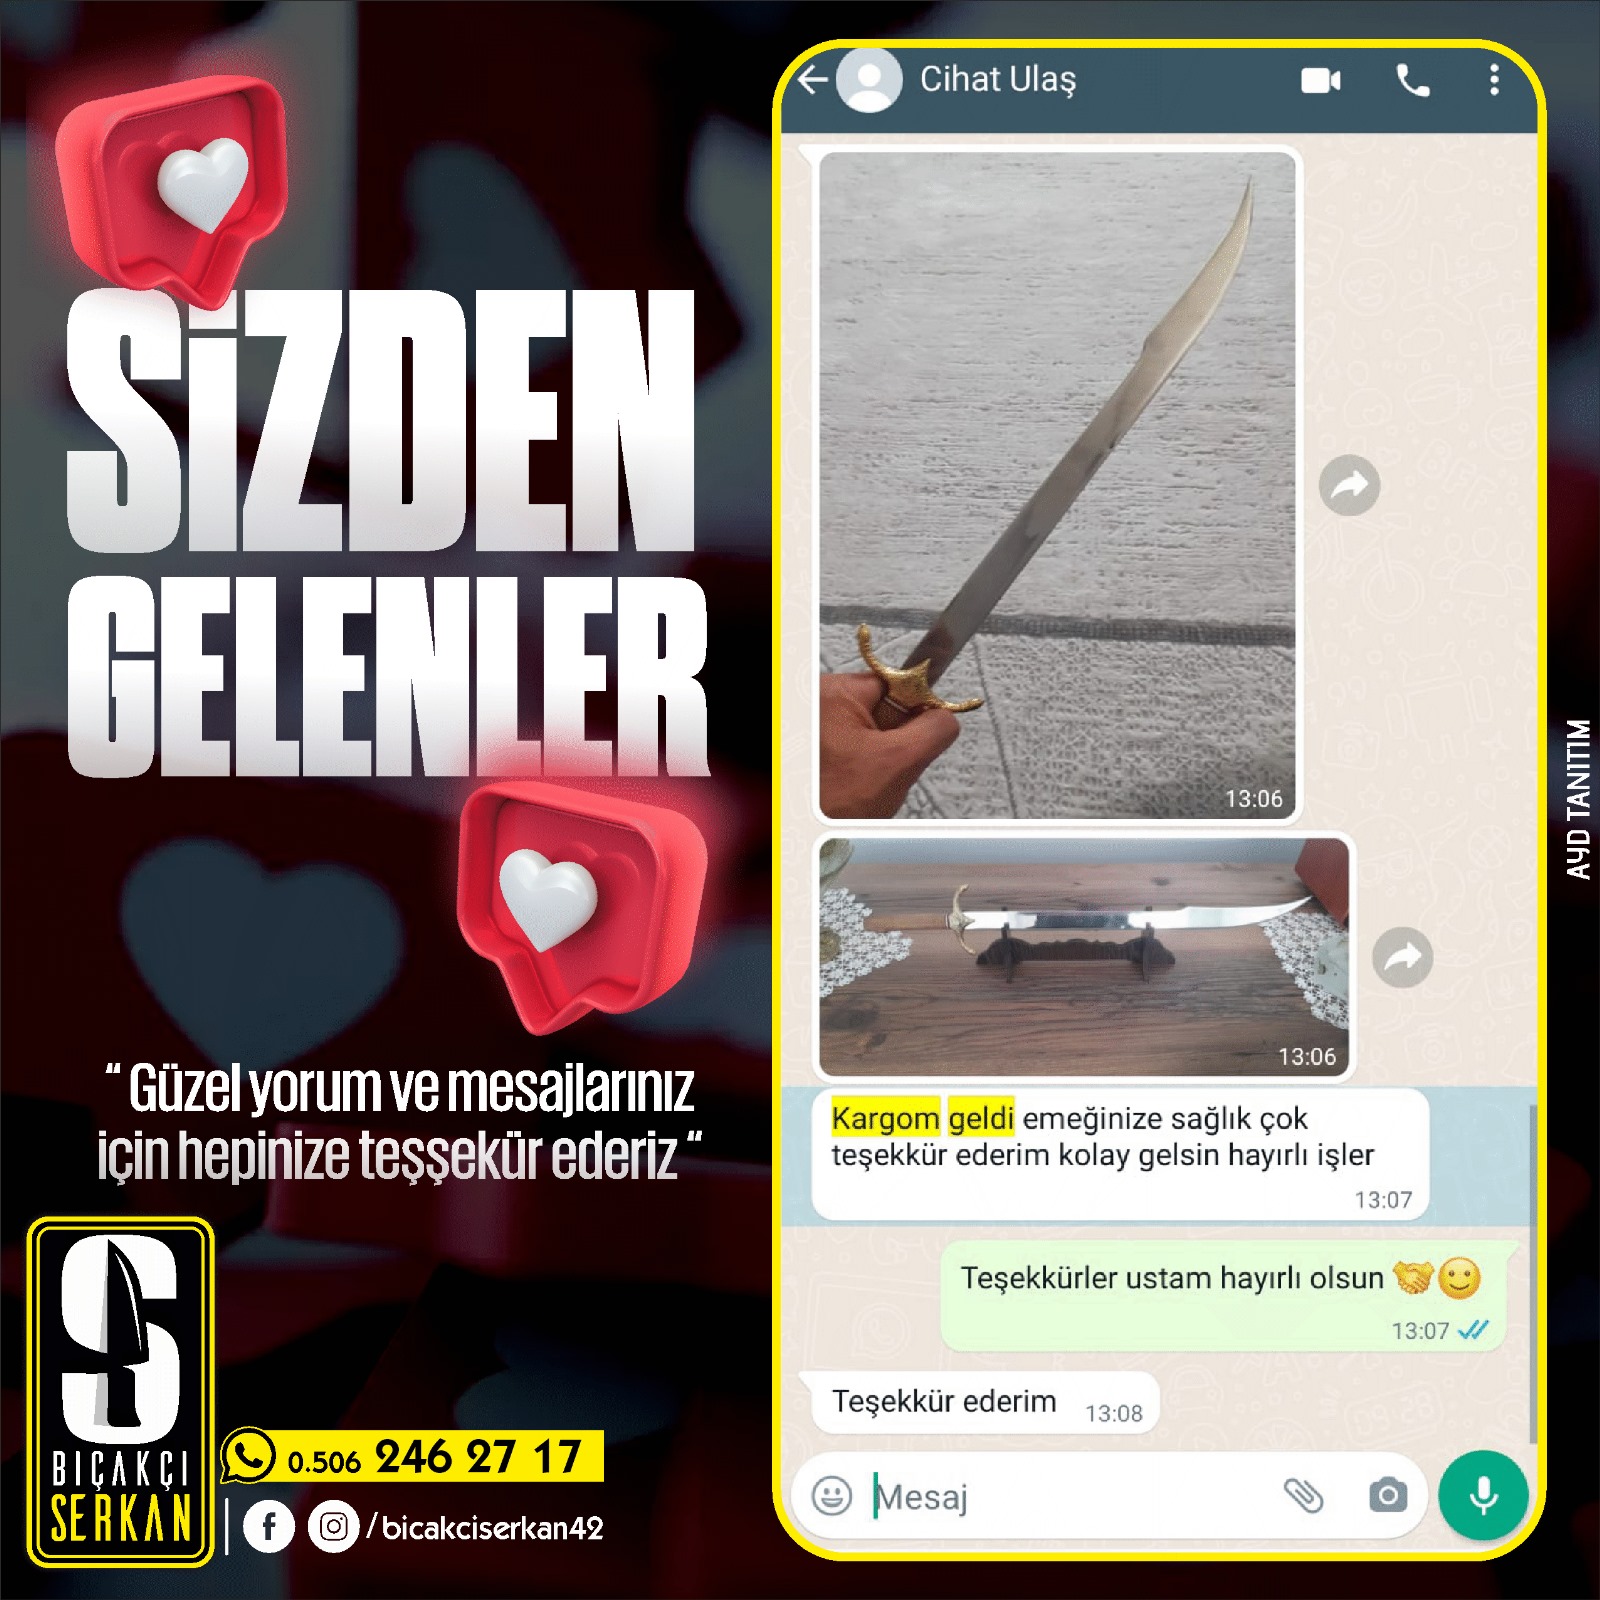 SiZDEN
GELENLER
“ Güzel yorum ve mesajlarınız
için hepinize teşşekür ederiz “
S
BIÇAKÇI
SERKAN
0.506 246 27 17
/bicakciserkan42
Cihat Ulaş
13:06
13:06
Kargom geldi emeğinize sağlık çok
teşekkür ederim kolay gelsin hayırlı işler
13:07
Teşekkürler ustam hayırlı olsun 🤝🙂
13:07
Teşekkür ederim 13:08
Mesaj
AYD TANITIM